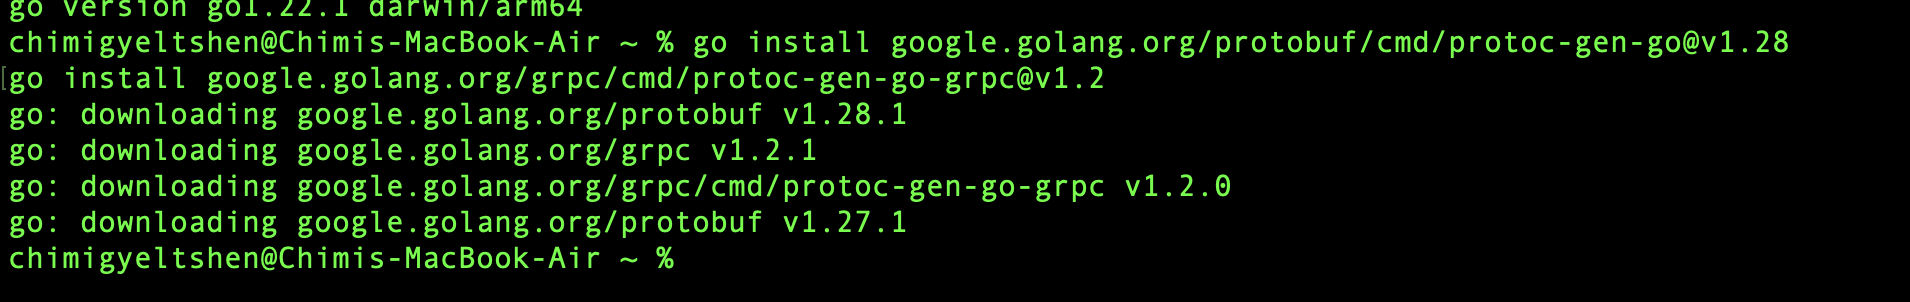 go version go1.22.1 darwin/arm64
chimigyeltshen@Chimis-MacBook-Air ~ % go install google.golang.org/protobuf/cmd/protoc-gen-go@v1.28
[go install google.golang.org/grpc/cmd/protoc-gen-go-grpc@v1.2
go: downloading google.golang.org/protobuf v1.28.1
go: downloading google.golang.org/grpc v1.2.1
go: downloading google.golang.org/grpc/cmd/protoc-gen-go-grpc v1.2.0
go: downloading google.golang.org/protobuf v1.27.1
chimigyeltshen@Chimis-MacBook-Air ~ %